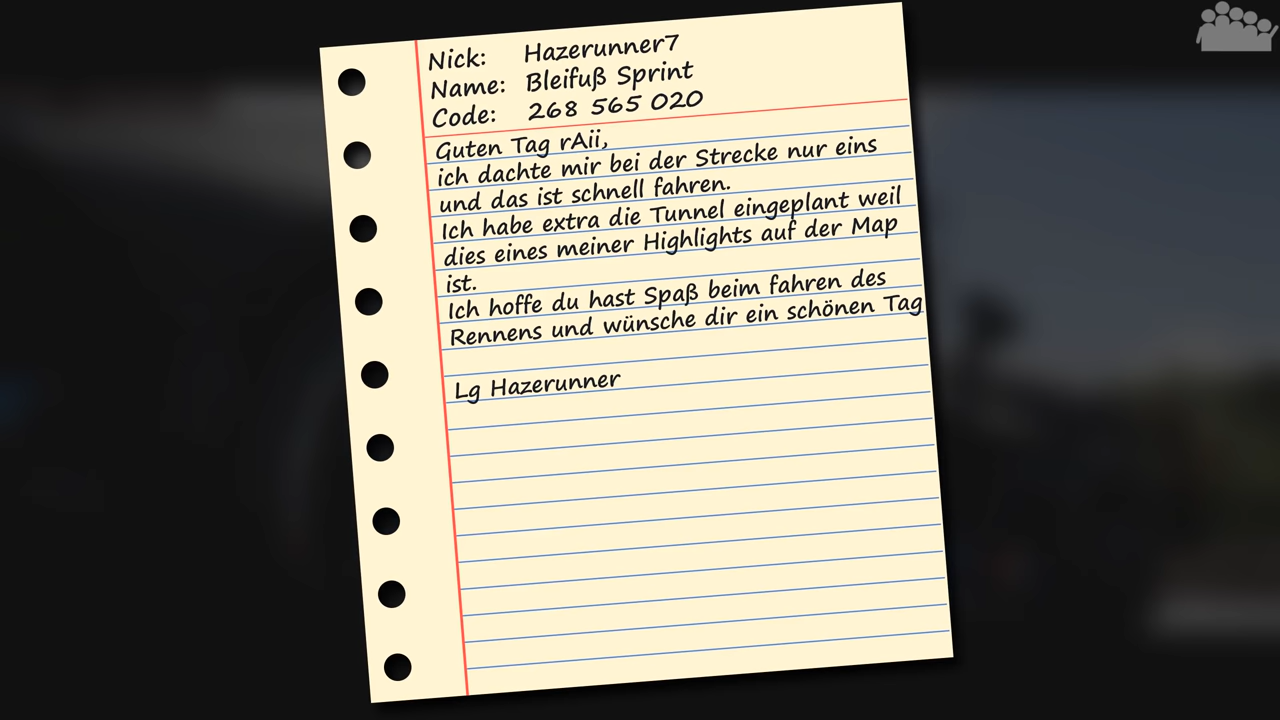 Nick: Hazerunner7
Name: Bleifuß Sprint
Code: 268 565 020
Guten Tag rAii,
ich dachte mir bei der Strecke nur eins
und das ist schnell fahren.
Ich habe extra die Tunnel eingeplant weil
dies eines meiner Highlights auf der Map
ist.
Ich hoffe du hast Spaß beim fahren des
Rennens und wünsche dir ein schönen Tag
Lg Hazerunner